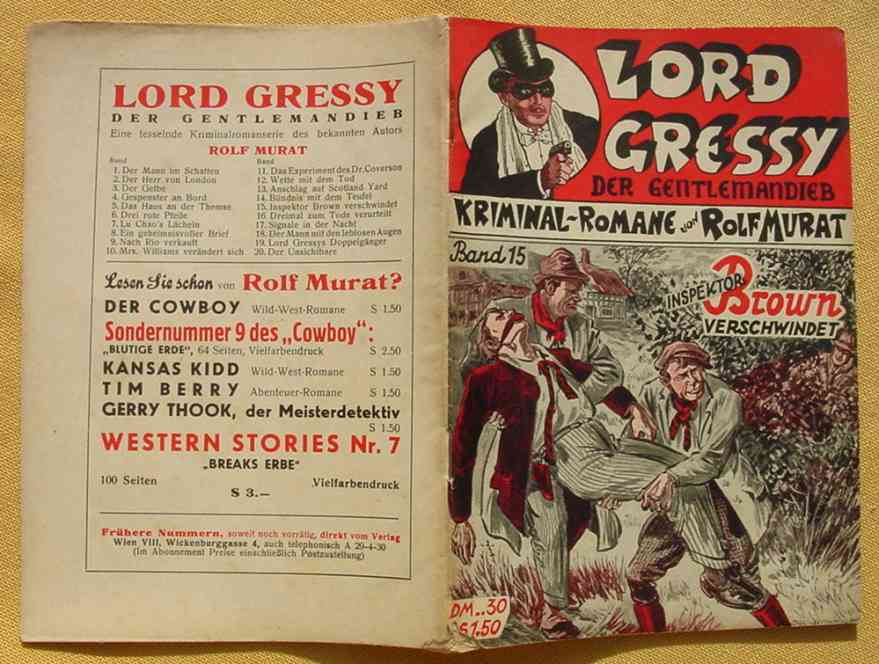 LORD GRESSY
DER GENTLEMANDIEB
Eine fesselnde Kriminalromanserie des bekannten Autors
ROLF MURAT
Band
1. Der Mann im Schatten
2. Der Herr von London
3. Der Gelbe
4. Gespenster an Bord
5. Das Haus an der Themse
6. Drei rote Pfeile
7. Lu Chao's Lächeln
8. Ein geheimnisvoller Brief
9. Nach Rio verkauft
10. Mrs. Williams verändert sich
Band
11. Das Experiment des Dr. Coverson
12. Wette mit dem Tod
13. Anschlag auf Scotland Yard
14. Bündnis mit dem Teufel
15. Inspektor Brown verschwindet
16. Dreimal zum Tode verurteilt
17. Signale in der Nacht
18. Der Mann mit den leblosen Augen
19. Lord Gressys Doppelgänger
20. Der Unsichtbare
Lesen Sie schon von Rolf Murat?
DER COWBOY Wild-West-Romane S 1.50
Sondernummer 9 des „Cowboy":
„BLUTIGE ERDE", 64 Seiten, Vielfarbendruck S 2.50
KANSAS KIDD Wild-West-Romane S 1.50
TIM BERRY Abenteuer-Romane S 1.50
GERRY THOOK, der Meisterdetektiv
S 1.50
WESTERN STORIES Nr. 7
„BREAKS ERBE"
100 Seiten Vielfarbendruck
S 3.—
Frühere Nummern, soweit noch vorrätig, direkt vom Verlag
Wien VIII, Wickenburggasse 4, auch telephonisch A 29-4-30
(Im Abonnement Preise einschließlich Postzustellung)
LORD
GRESSY
DER GENTLEMANDIEB
KRIMINAL-ROMANE von ROLF MURAT
Band 15
INSPEKTOR
Brown
VERSCHWINDET
DM..30
S 1.50